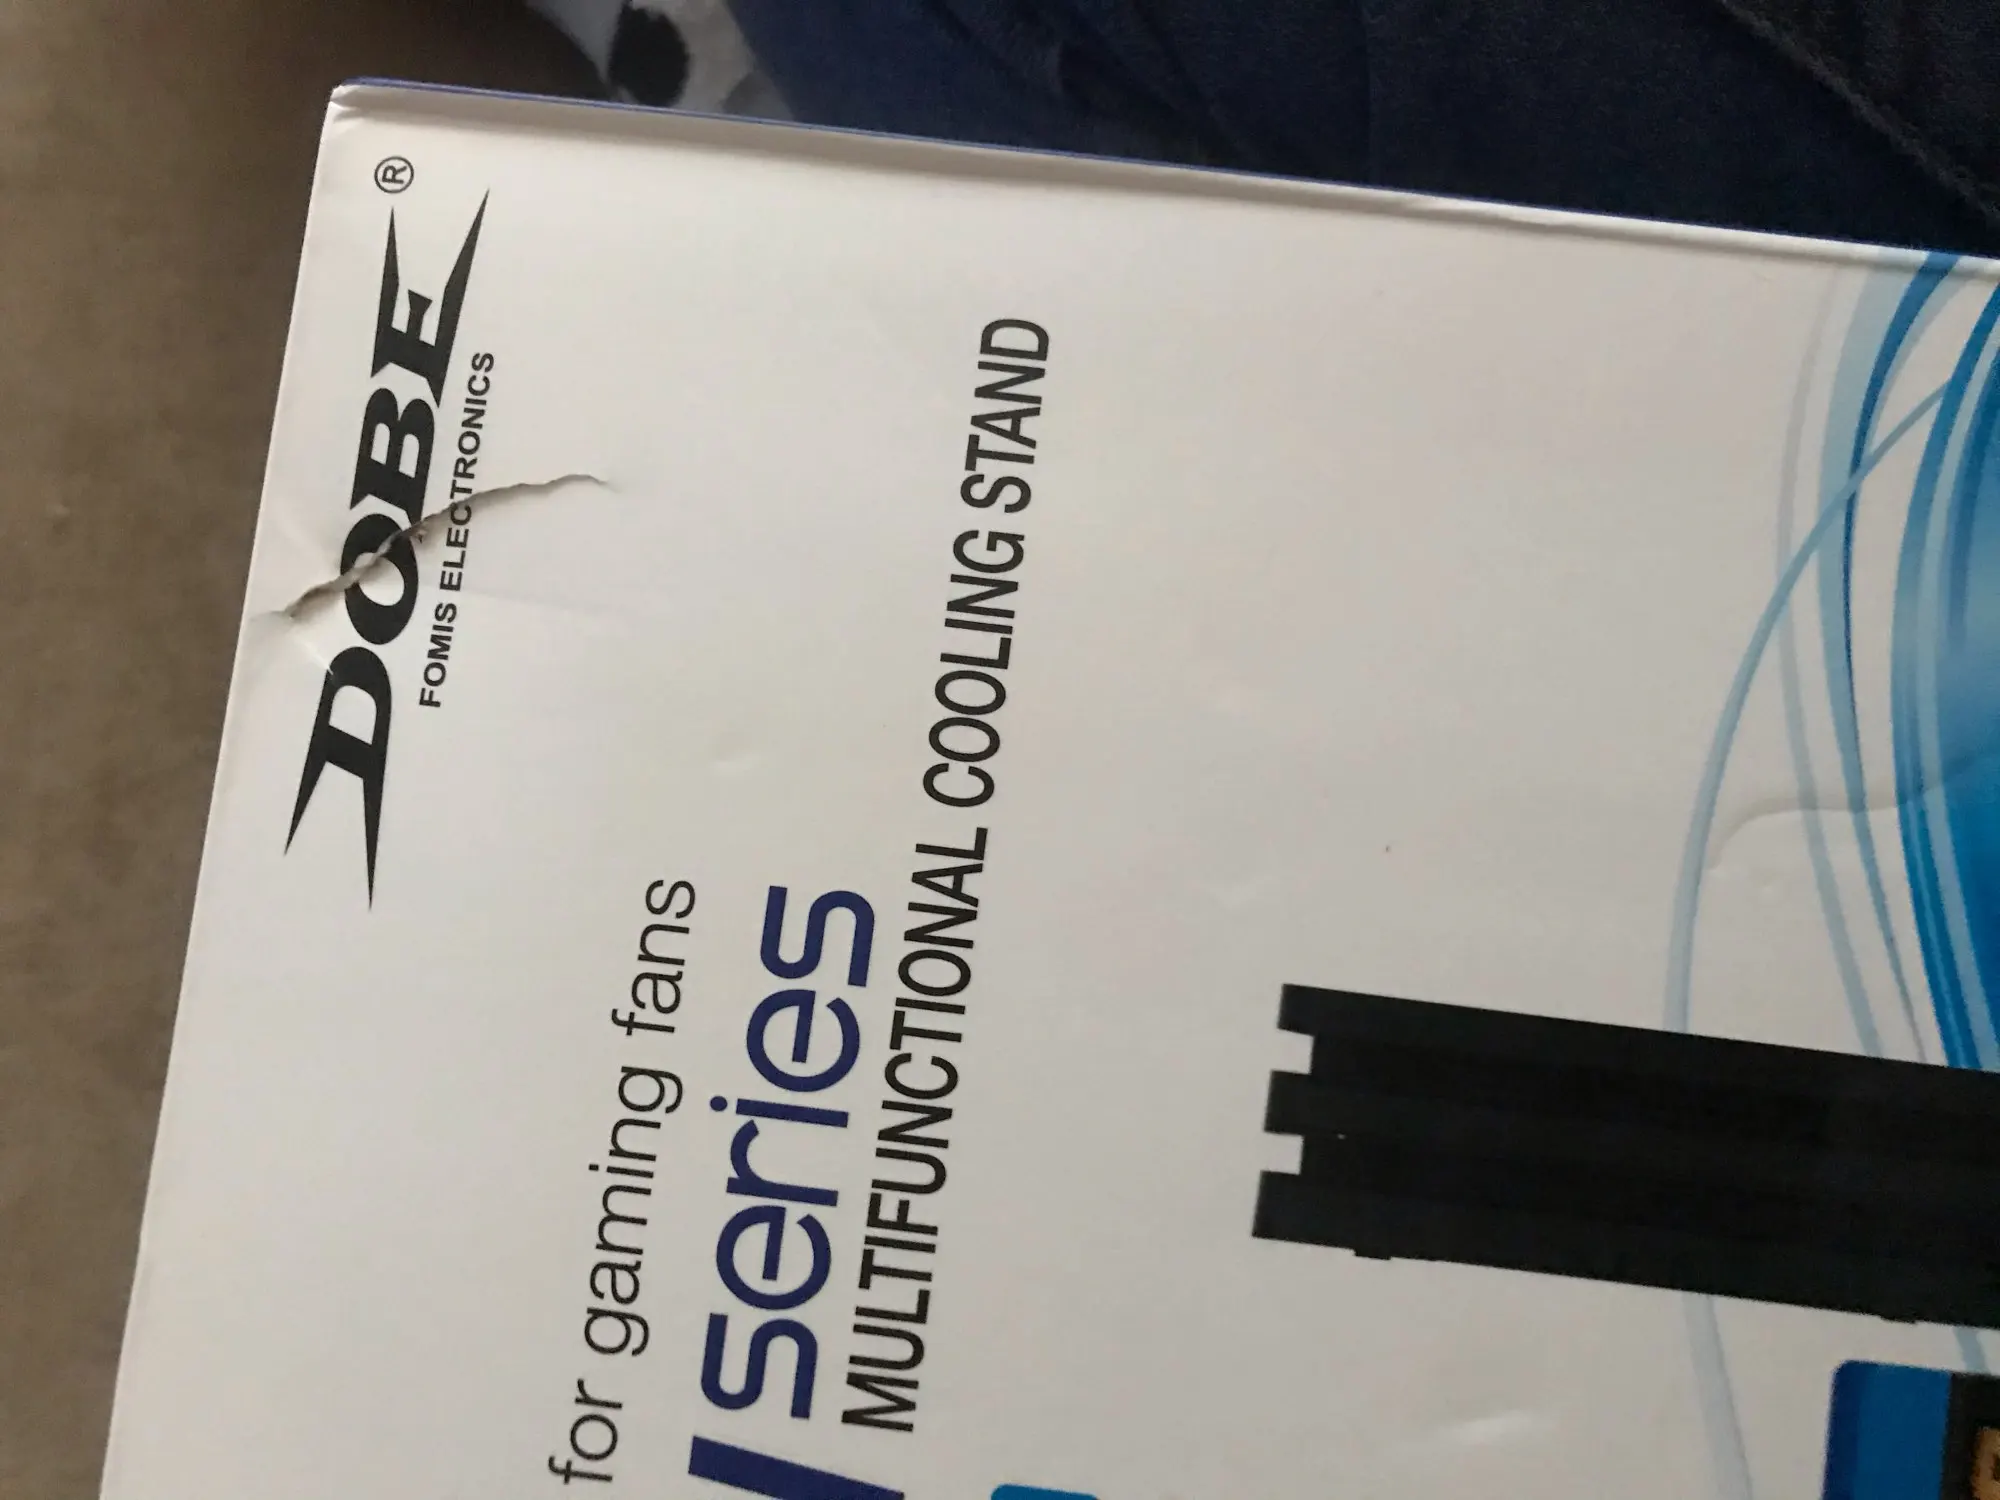 DOBE®
FOMIS ELECTRONICS
for gaming fans
series
MULTIFUNCTIONAL COOLING STAND